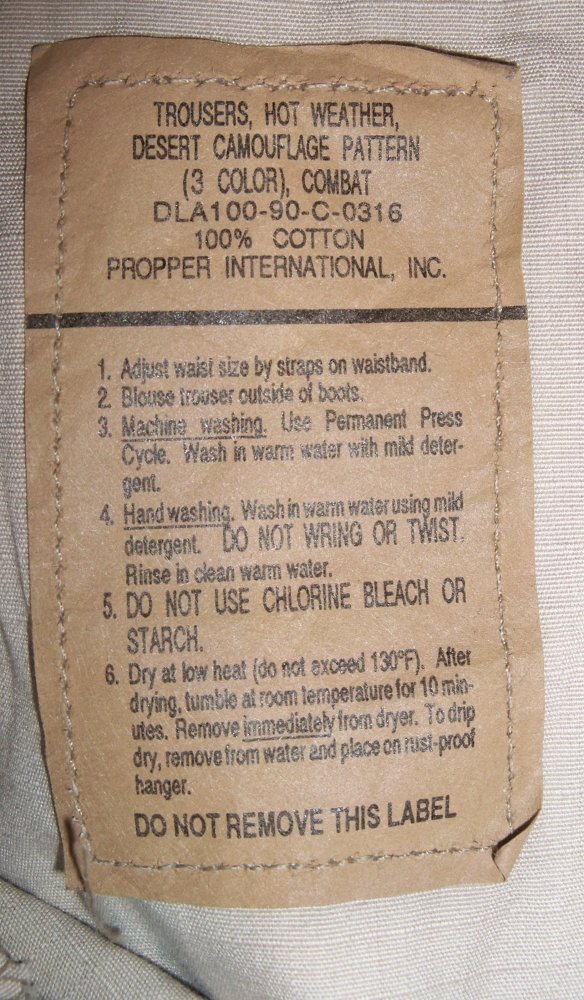 TROUSERS, HOT WEATHER,
DESERT CAMOUFLAGE PATTERN
(3 COLOR), COMBAT
DLA100-90-C-0316
100% COTTON
PROPPER INTERNATIONAL, INC.
1. Adjust waist size by straps on waistband.
2. Blouse trouser outside of boots.
3. Machine washing. Use Permanent Press
Cycle. Wash in warm water with mild deter-
gent.
4. Hand washing. Wash in warm water using mild
detergent. DO NOT WRING OR TWIST.
Rinse in clean warm water.
5. DO NOT USE CHLORINE BLEACH OR
STARCH.
6. Dry at low heat (do not exceed 130°F). After
drying, tumble at room temperature for 10 min-
utes. Remove immediately from dryer. To drip
dry, remove from water and place on rust-proof
hanger.
DO NOT REMOVE THIS LABEL